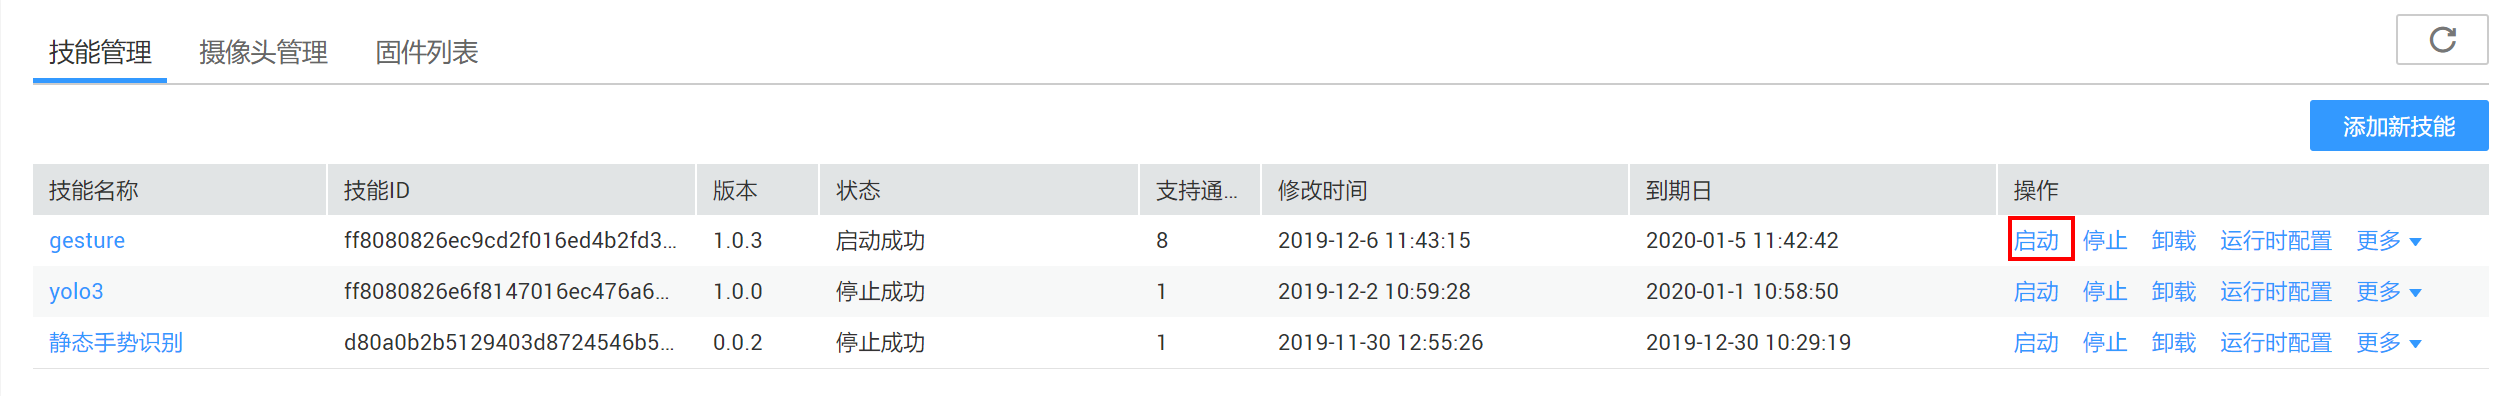 技能管理 摄像头管理 固件列表
添加新技能
技能名称 技能ID 版本 状态 支持通... 修改时间 到期日 操作
gesture ff8080826ec9cd2f016ed4b2fd3... 1.0.3 启动成功 8 2019-12-6 11:43:15 2020-01-5 11:42:42 启动 停止 卸载 运行时配置 更多
yolo3 ff8080826e6f8147016ec476a6... 1.0.0 停止成功 1 2019-12-2 10:59:28 2020-01-1 10:58:50 启动 停止 卸载 运行时配置 更多
静态手势识别 d80a0b2b5129403d8724546b5... 0.0.2 停止成功 1 2019-11-30 12:55:26 2019-12-30 10:29:19 启动 停止 卸载 运行时配置 更多